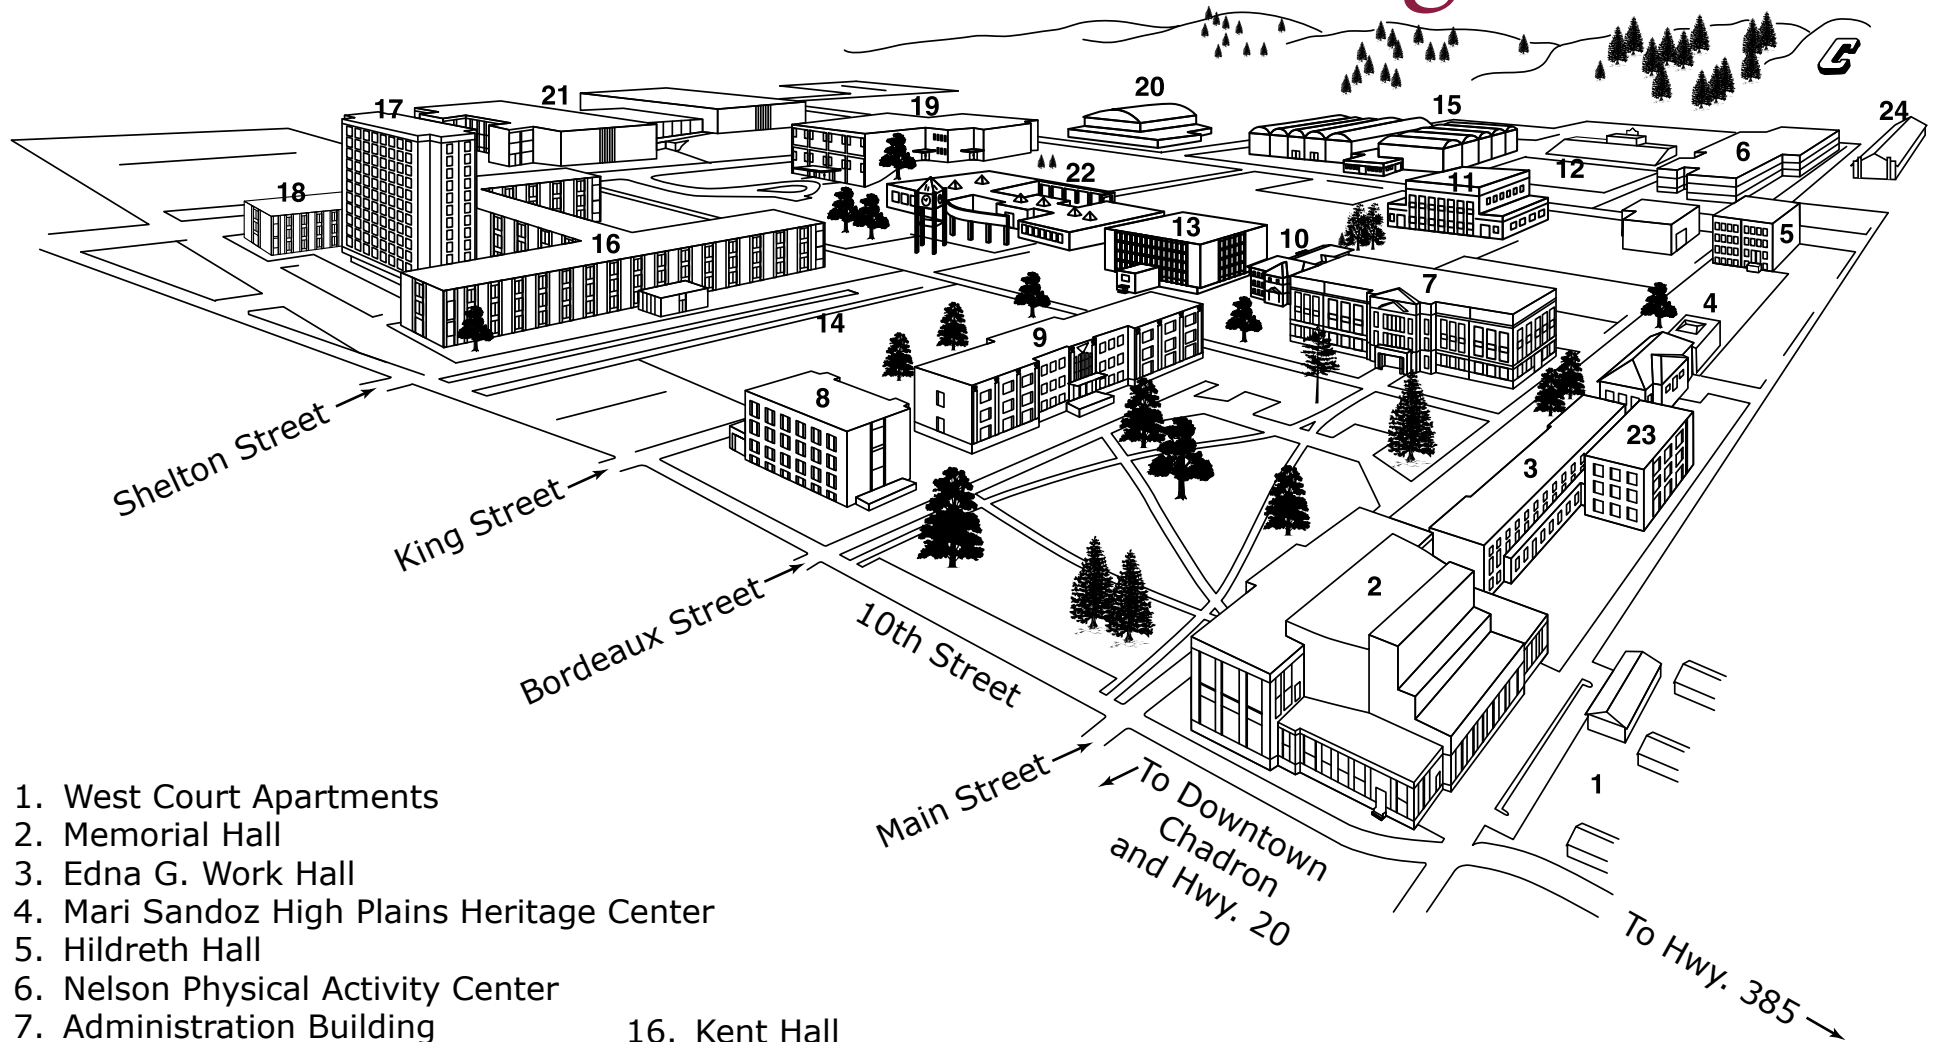 g
C
20
21
17
19
15
24
6
22
12
11
18
13
5
16
10
7
4
14
9
8
23
3
2
1
Shelton Street
King Street
Bordeaux Street
10th Street
Main Street
To Downtown
Chadron
and Hwy. 20
To Hwy. 385
1. West Court Apartments
2. Memorial Hall
3. Edna G. Work Hall
4. Mari Sandoz High Plains Heritage Center
5. Hildreth Hall
6. Nelson Physical Activity Center
7. Administration Building
16. Kent Hall